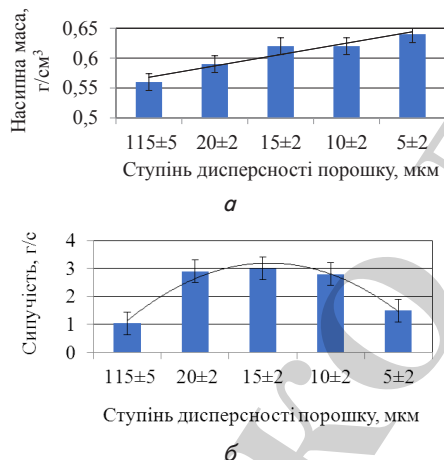 Насипна маса,
г/см³
0,65
0,6
0,55
0,5
115±5 20±2 15±2 10±2 5±2
Ступінь дисперсності порошку, мкм
а
Сипучість, г/с
4
3
2
1
0
115±5 20±2 15±2 10±2 5±2
Ступінь дисперсності порошку, мкм
б